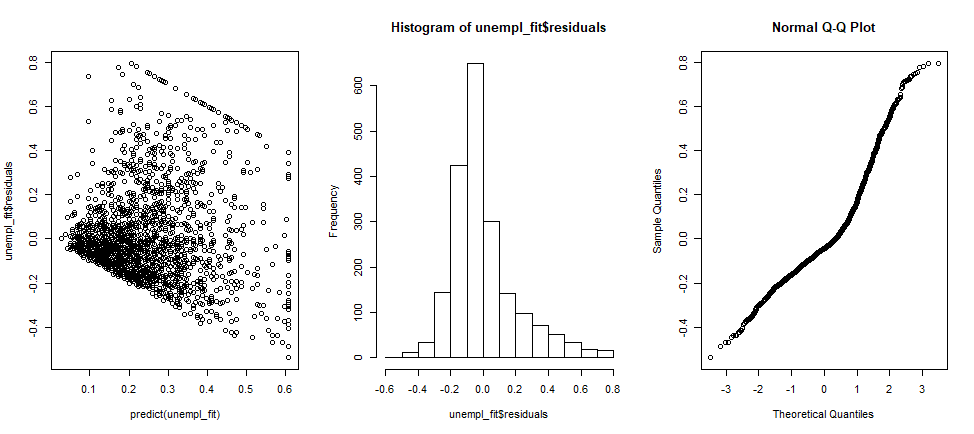 unempl_fit$residuals
0.8
0.6
0.4
0.2
0.0
-0.2
-0.4
0.1 0.2 0.3 0.4 0.5 0.6
predict(unempl_fit)
Histogram of unempl_fit$residuals
Frequency
600
500
400
300
200
100
0
-0.6 -0.4 -0.2 0.0 0.2 0.4 0.6 0.8
unempl_fit$residuals
Normal Q-Q Plot
Sample Quantiles
0.8
0.6
0.4
0.2
0.0
-0.2
-0.4
-3 -2 -1 0 1 2 3
Theoretical Quantiles